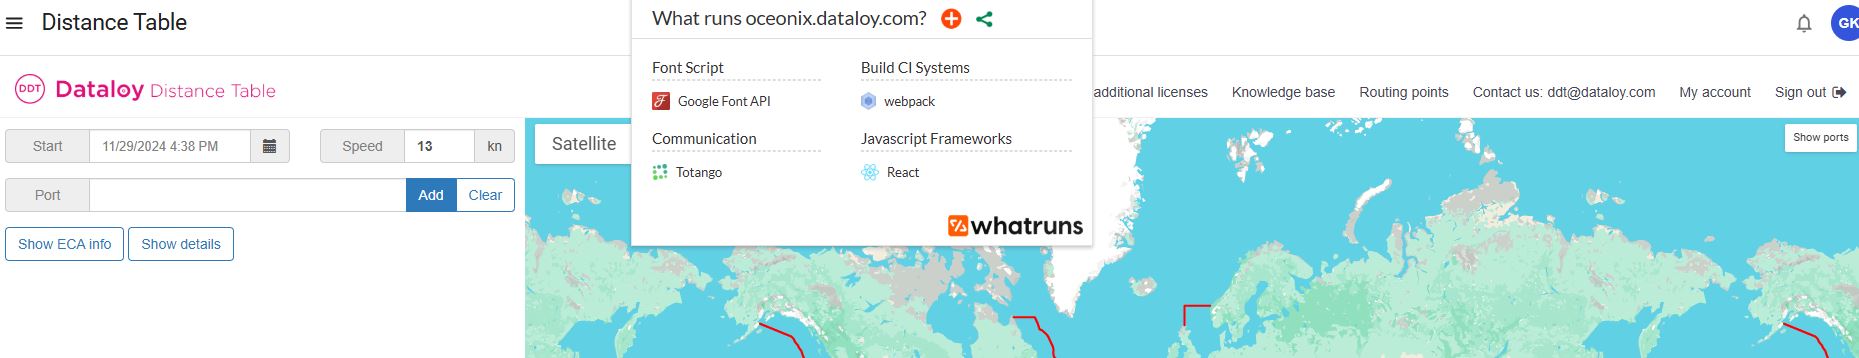 Distance Table
What runs oceonix.dataloy.com?
GK
DDT Dataloy Distance Table
additional licenses Knowledge base Routing points Contact us: ddt@dataloy.com My account Sign out
Font Script
Google Font API
Communication
Totango
Build CI Systems
webpack
Javascript Frameworks
React
whatruns
Start 11/29/2024 4:38 PM Speed 13 kn
Port Add Clear
Show ECA info Show details
Satellite
Show ports